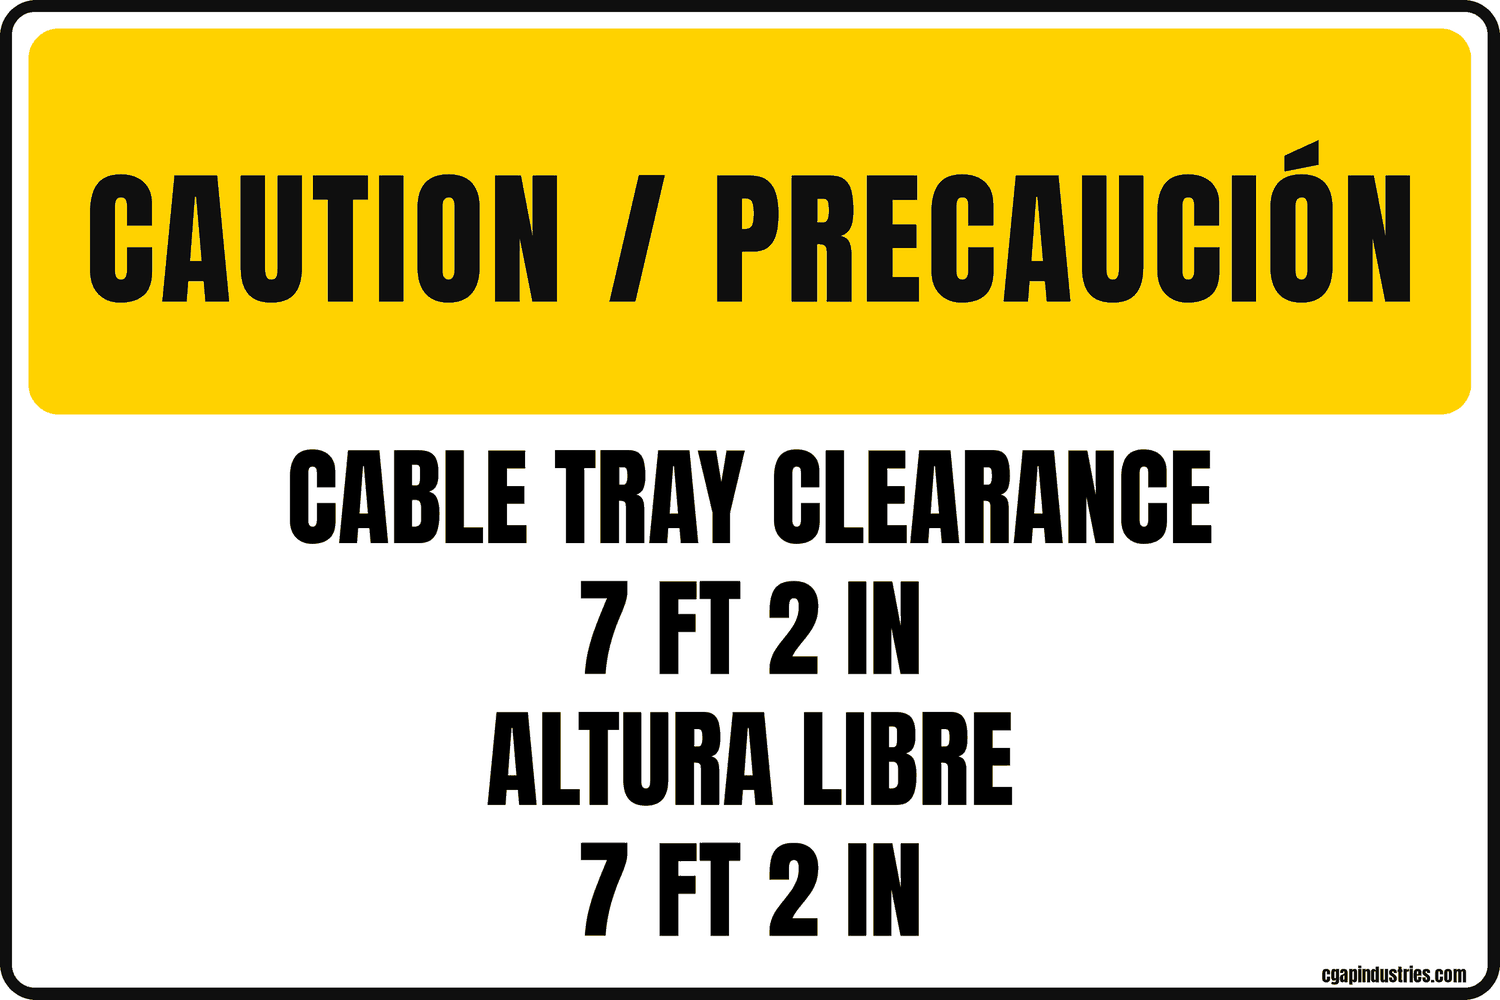 CAUTION / PRECAUCIÓN
CABLE TRAY CLEARANCE
7 FT 2 IN
ALTURA LIBRE
7 FT 2 IN
cgapindustries.com